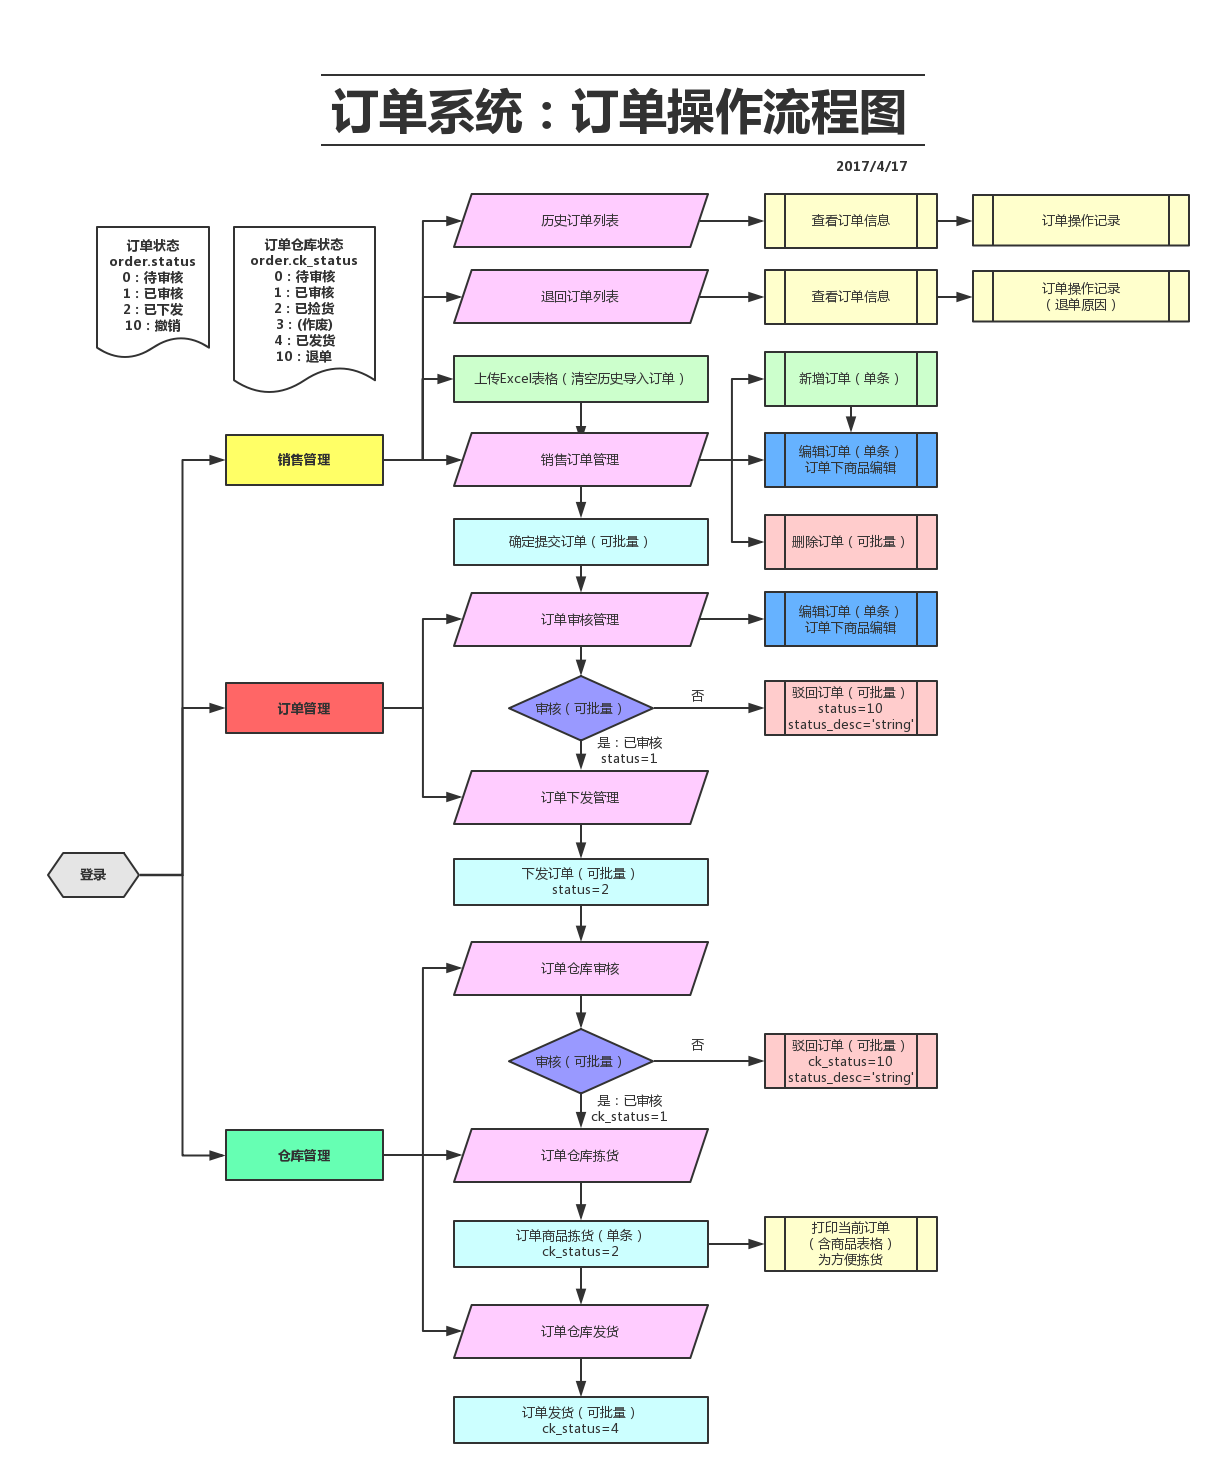 订单系统：订单操作流程图
2017/4/17
订单状态
order.status
0：待审核
1：已审核
2：已下发
10：撤销
订单仓库状态
order.ck_status
0：待审核
1：已审核
2：已捡货
3：(作废)
4：已发货
10：退单
历史订单列表
查看订单信息
订单操作记录
退回订单列表
查看订单信息
订单操作记录
（退单原因）
上传Excel表格（清空历史导入订单）
新增订单（单条）
销售管理
销售订单管理
编辑订单（单条）
订单下商品编辑
确定提交订单（可批量）
删除订单（可批量）
订单审核管理
编辑订单（单条）
订单下商品编辑
订单管理
审核（可批量）
否
驳回订单（可批量）
status=10
status_desc='string'
是：已审核
status=1
订单下发管理
登录
下发订单（可批量）
status=2
订单仓库审核
审核（可批量）
否
驳回订单（可批量）
ck_status=10
status_desc='string'
是：已审核
ck_status=1
仓库管理
订单仓库拣货
订单商品拣货（单条）
ck_status=2
打印当前订单
（含商品表格）
为方便拣货
订单仓库发货
订单发货（可批量）
ck_status=4